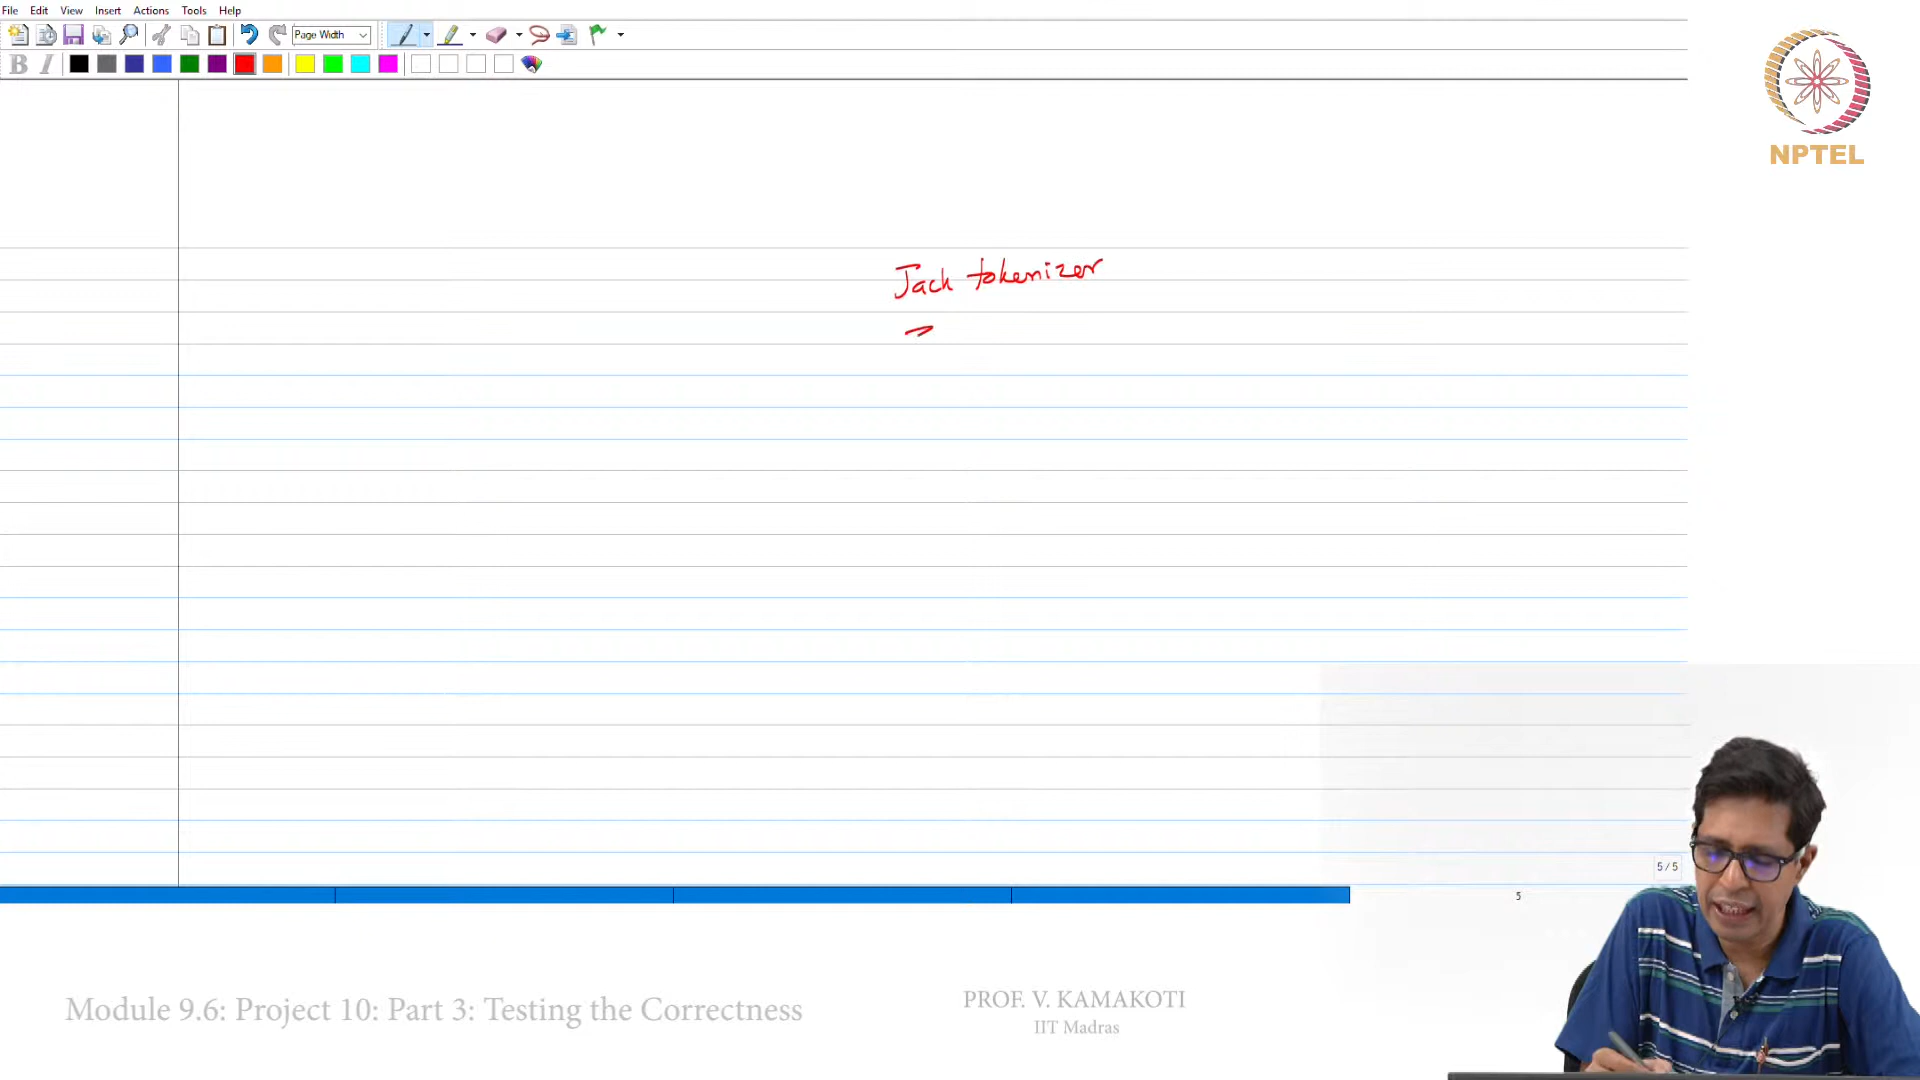 File Edit View Insert Actions Tools Help
Page Width
B I
NPTEL
Jack tokenizer
5 / 5
5
Module 9.6: Project 10: Part 3: Testing the Correctness
PROF. V. KAMAKOTI
IIT Madras